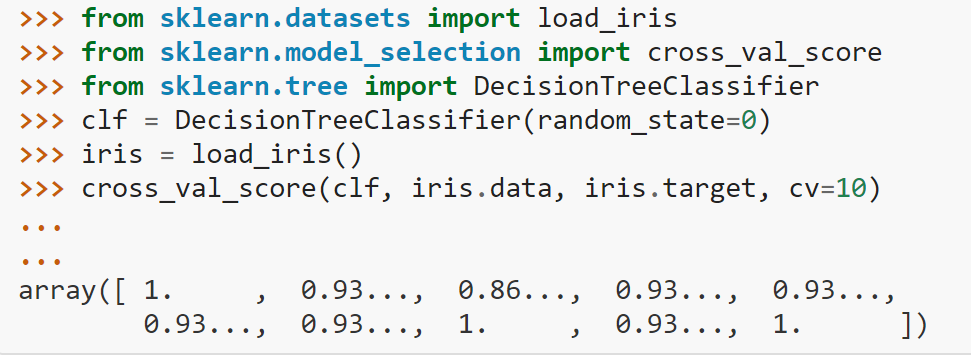 >>> from sklearn.datasets import load_iris
>>> from sklearn.model_selection import cross_val_score
>>> from sklearn.tree import DecisionTreeClassifier
>>> clf = DecisionTreeClassifier(random_state=0)
>>> iris = load_iris()
>>> cross_val_score(clf, iris.data, iris.target, cv=10)
...
...
array([ 1.     ,  0.93...,  0.86...,  0.93...,  0.93...,
        0.93...,  0.93...,  1.     ,  0.93...,  1.      ])